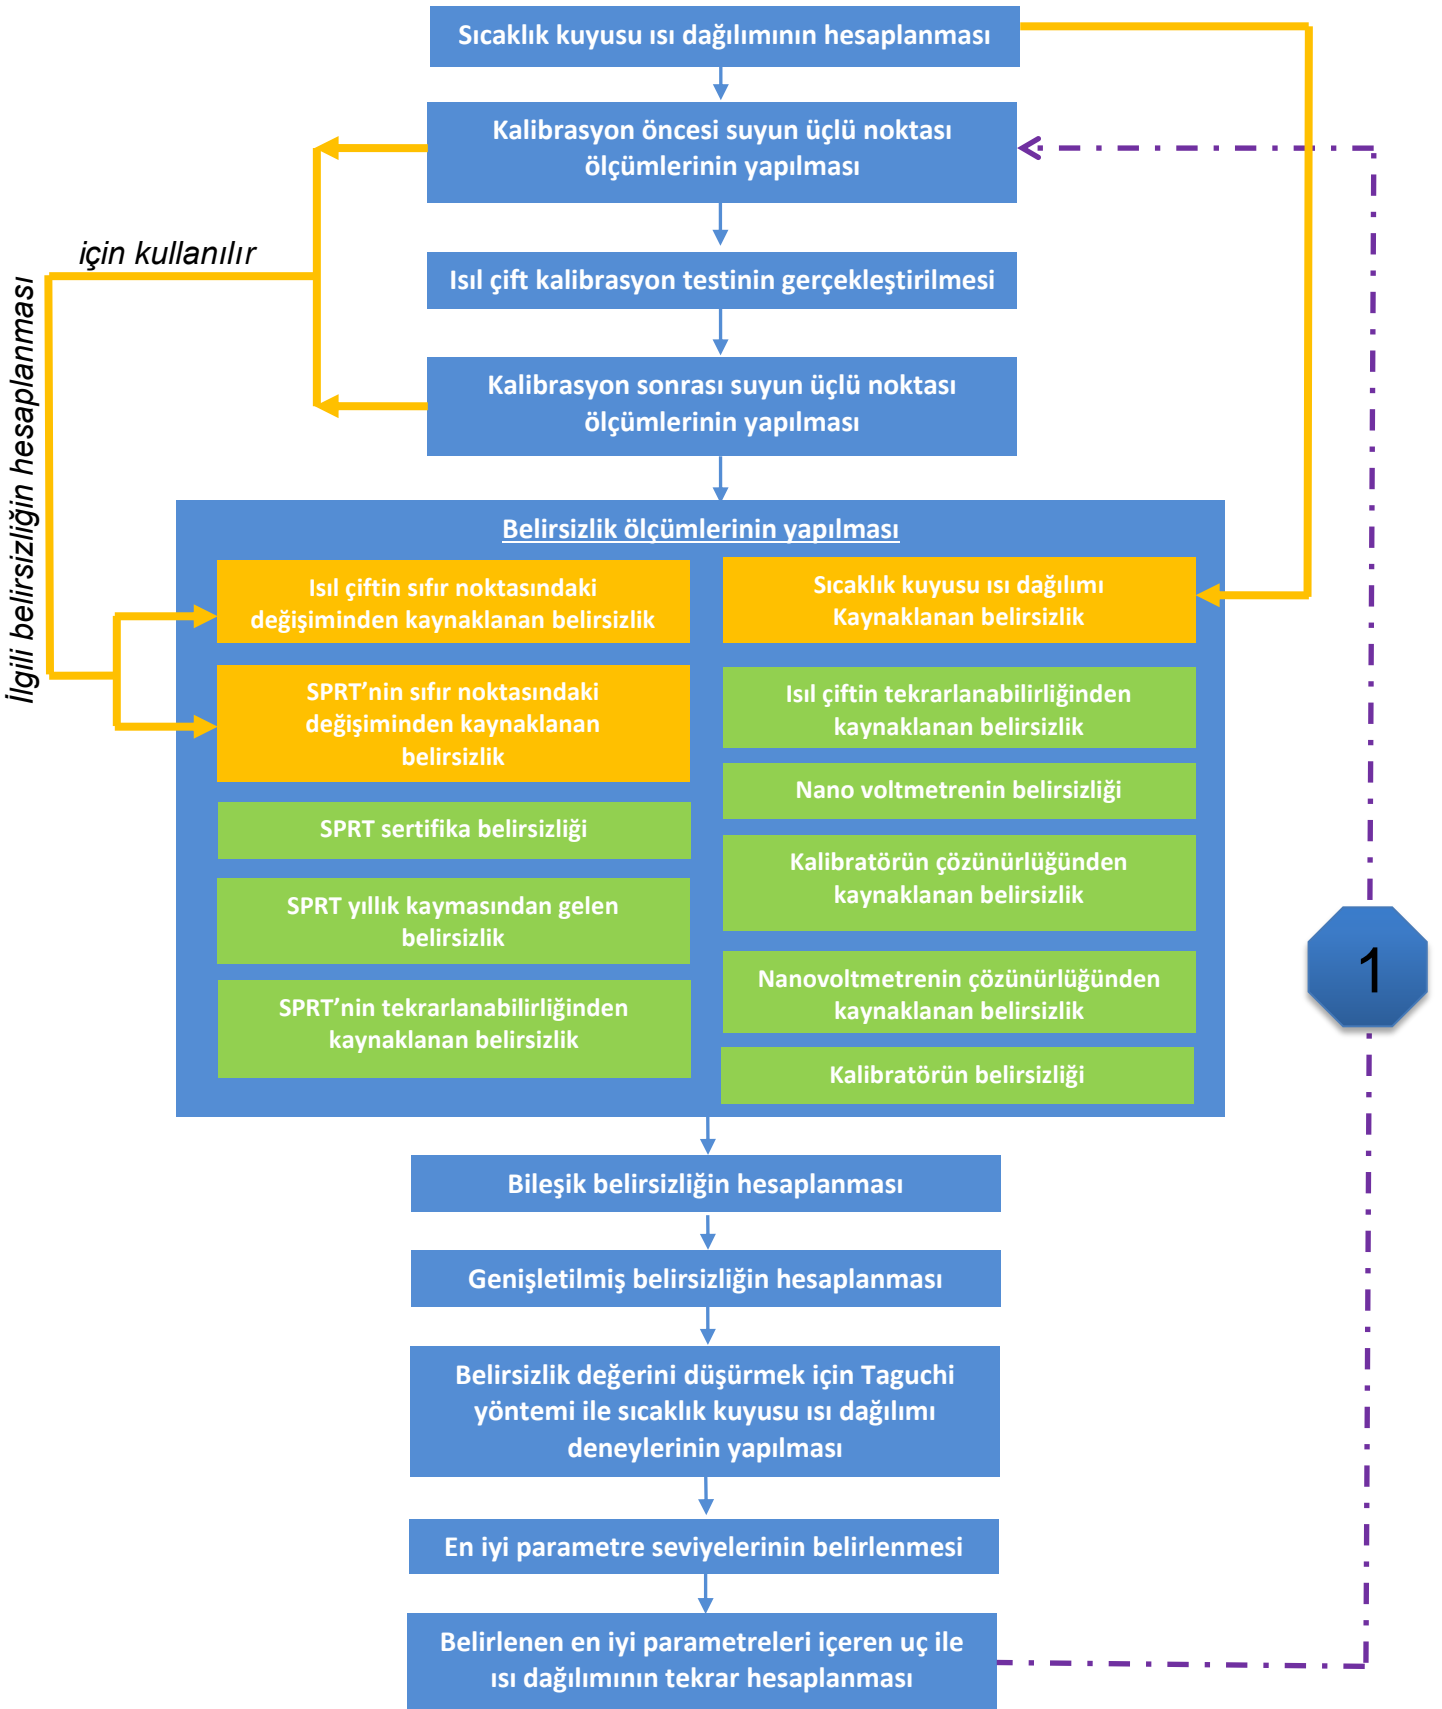 Sıcaklık kuyusu ısı dağılımının hesaplanması
Kalibrasyon öncesi suyun üçlü noktası
ölçümlerinin yapılması
için kullanılır
İlgili belirsizliğin hesaplanması
Isıl çift kalibrasyon testinin gerçekleştirilmesi
Kalibrasyon sonrası suyun üçlü noktası
ölçümlerinin yapılması
Belirsizlik ölçümlerinin yapılması
Isıl çiftin sıfır noktasındaki
değişiminden kaynaklanan belirsizlik
SPRT’nin sıfır noktasındaki
değişiminden kaynaklanan
belirsizlik
SPRT sertifika belirsizliği
SPRT yıllık kaymasından gelen
belirsizlik
SPRT’nin tekrarlanabilirliğinden
kaynaklanan belirsizlik
Sıcaklık kuyusu ısı dağılımı
Kaynaklanan belirsizlik
Isıl çiftin tekrarlanabilirliğinden
kaynaklanan belirsizlik
Nano voltmetrenin belirsizliği
Kalibratörün çözünürlüğünden
kaynaklanan belirsizlik
Nanovoltmetrenin çözünürlüğünden
kaynaklanan belirsizlik
Kalibratörün belirsizliği
1
Bileşik belirsizliğin hesaplanması
Genişletilmiş belirsizliğin hesaplanması
Belirsizlik değerini düşürmek için Taguchi
yöntemi ile sıcaklık kuyusu ısı dağılımı
deneylerinin yapılması
En iyi parametre seviyelerinin belirlenmesi
Belirlenen en iyi parametreleri içeren uç ile
ısı dağılımının tekrar hesaplanması